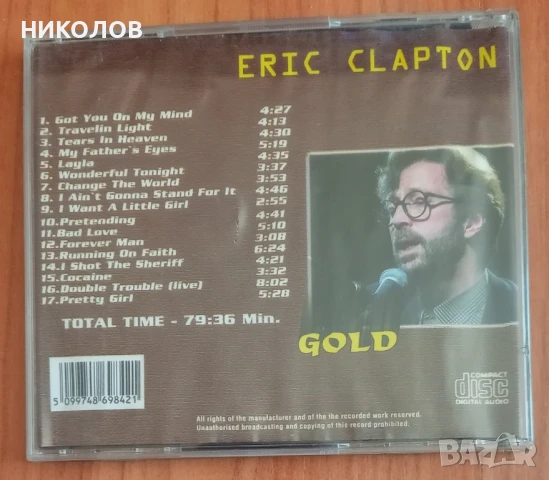 НИКОЛОВ
ERIC CLAPTON
1. Got You On My Mind 4:27
2. Travelin Light 4:13
3. Tears In Heaven 4:30
4. My Father's Eyes 5:19
5. Layla 4:35
6. Wonderful Tonight 3:37
7. Change The World 3:53
8. I Ain't Gonna Stand For It 4:46
9. I Want A Little Girl 2:55
10.Pretending 4:41
11.Bad Love 5:10
12.Forever Man 3:08
13.Running On Faith 6:24
14.I Shot The Sheriff 4:21
15.Cocaine 3:32
16.Double Trouble (live) 8:02
17.Pretty Girl 5:28
TOTAL TIME - 79:36 Min.
GOLD
5 099748 698421
COMPACT
disc
DIGITAL AUDIO
All rights of the manufacturer and of the the recorded work reserved.
Unauthorised broadcasting and copying of this record prohibited.
BAZAR